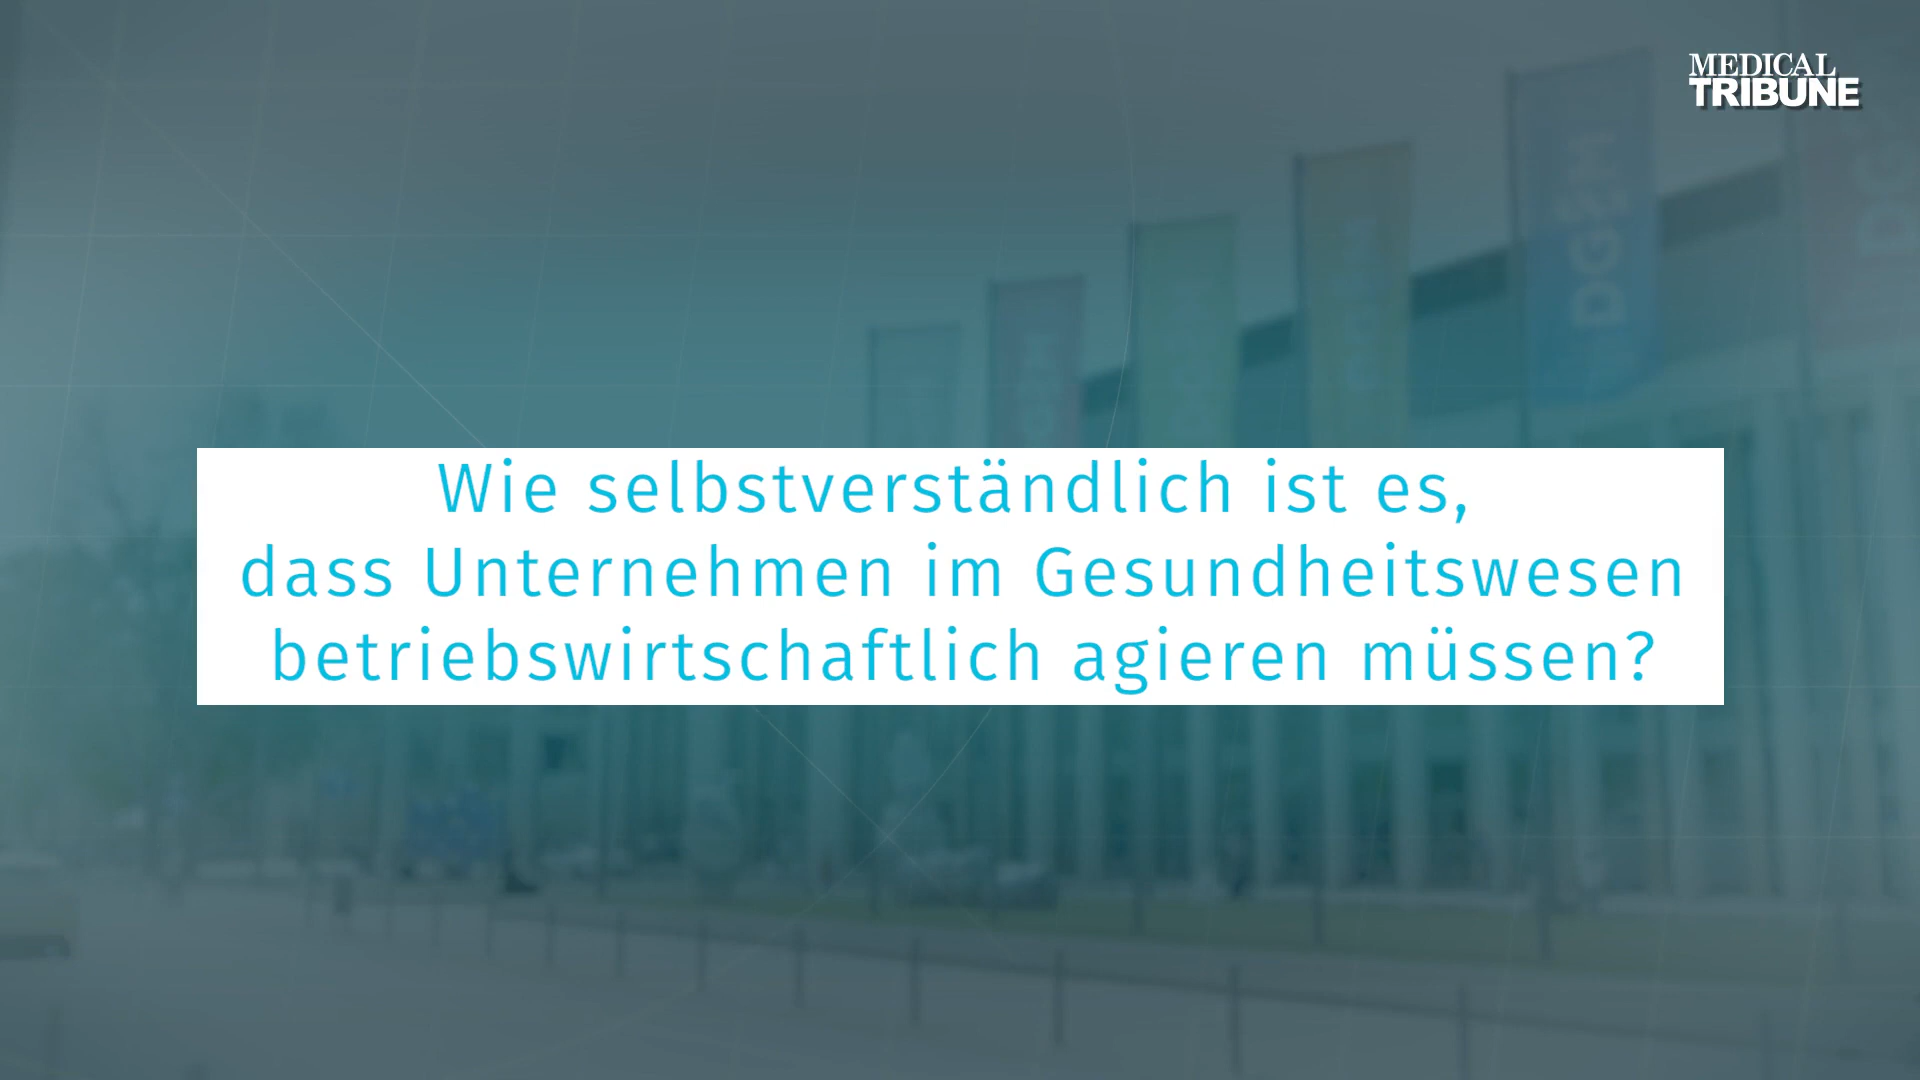 MEDICAL
TRIBUNE
Wie selbstverständlich ist es,
dass Unternehmen im Gesundheitswesen
betriebswirtschaftlich agieren müssen?